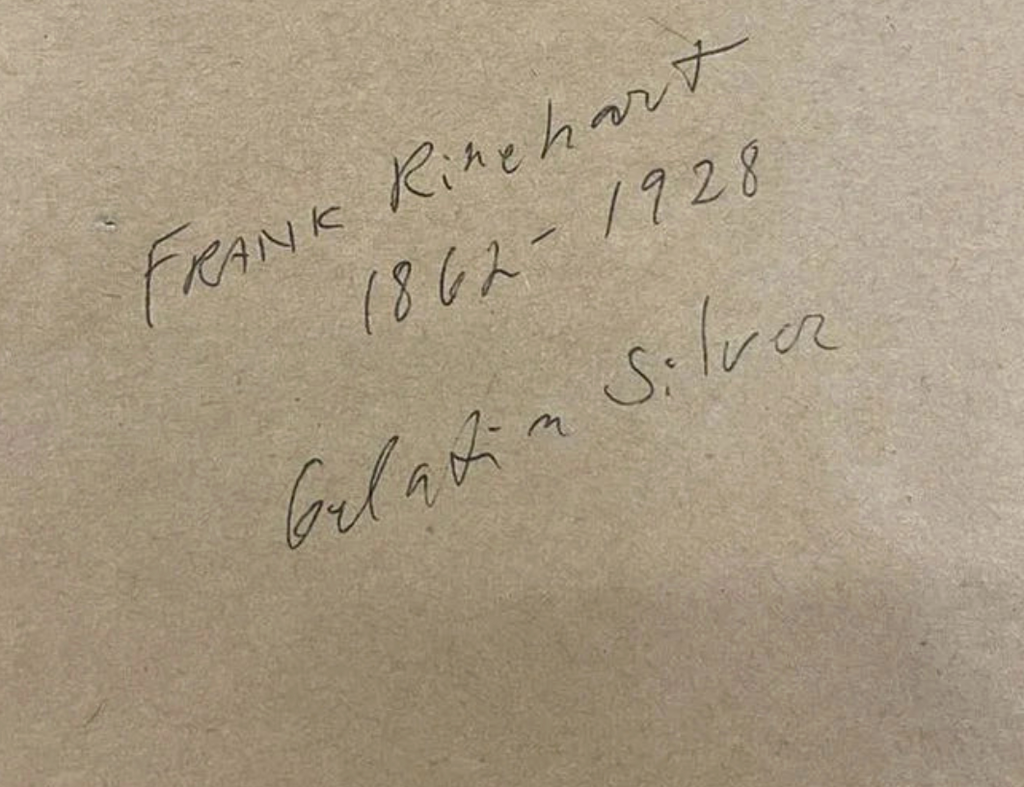 FRANK Rinehart
1862 - 1928
Gelatin Silver